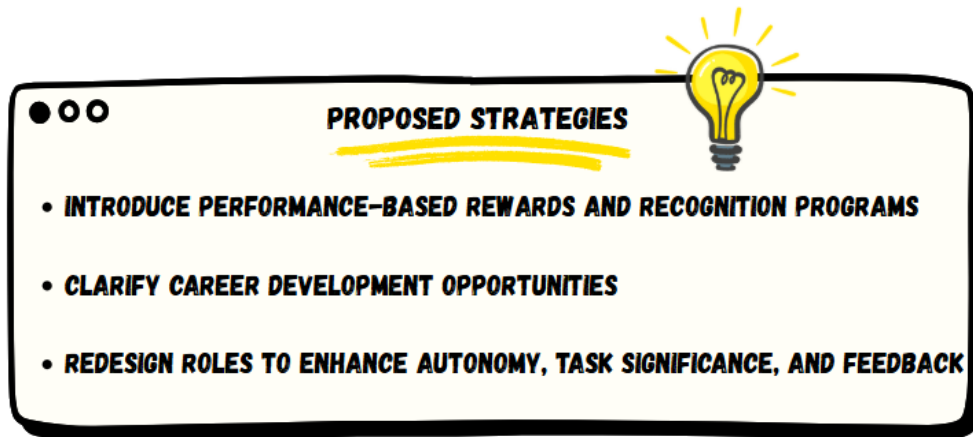 PROPOSED STRATEGIES
• INTRODUCE PERFORMANCE-BASED REWARDS AND RECOGNITION PROGRAMS
• CLARIFY CAREER DEVELOPMENT OPPORTUNITIES
• REDESIGN ROLES TO ENHANCE AUTONOMY, TASK SIGNIFICANCE, AND FEEDBACK